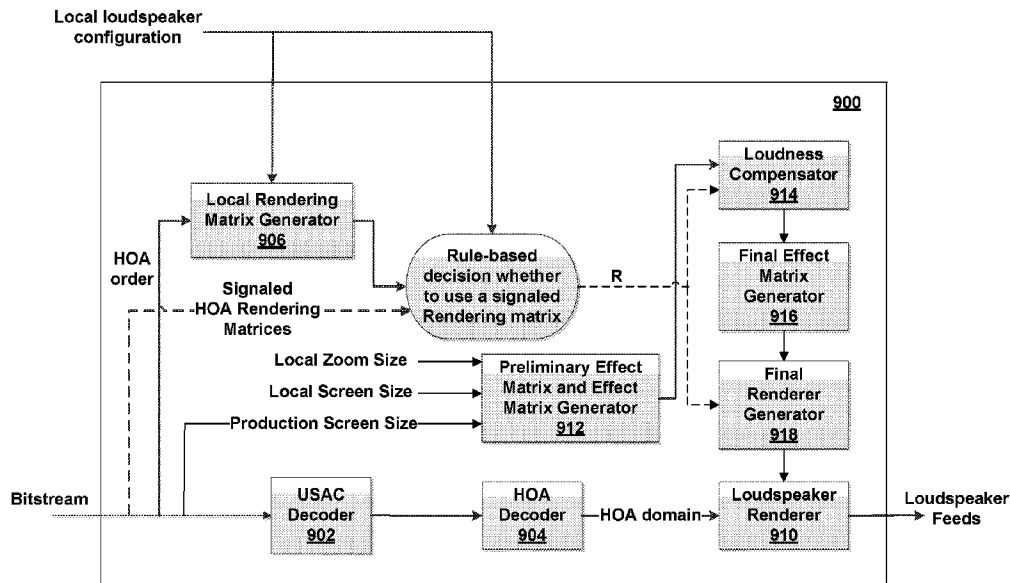 Local loudspeaker
configuration
900
Loudness
Compensator
914
Local Rendering
Matrix Generator
906
HOA
order
Rule-based
decision whether
to use a signaled
Rendering matrix
R
Final Effect
Matrix
Generator
916
Signaled
HOA Rendering
Matrices
Local Zoom Size
Local Screen Size
Production Screen Size
Preliminary Effect
Matrix and Effect
Matrix Generator
912
Final
Renderer
Generator
918
Bitstream
USAC
Decoder
902
HOA
Decoder
904
HOA domain
Loudspeaker
Renderer
910
Loudspeaker
Feeds